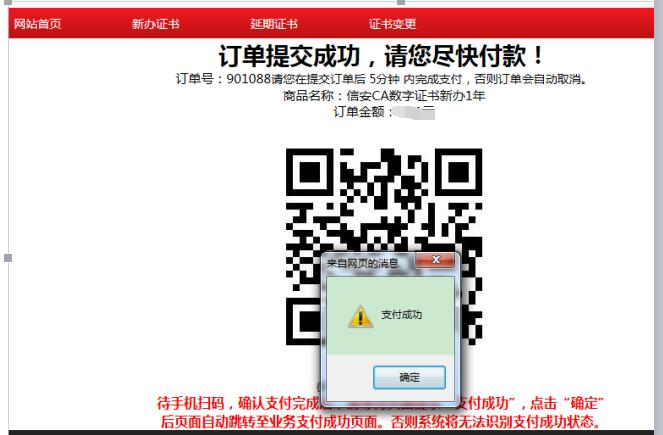 网站首页 新办证书 延期证书 证书变更
订单提交成功，请您尽快付款！
订单号：901088请您在提交订单后 5分钟 内完成支付，否则订单会自动取消。
商品名称：信安CA数字证书新办1年
订单金额：
来自网页的消息
支付成功
确定
待手机扫码，确认支付完成后 支付成功”，点击“确定”
后页面自动跳转至业务支付成功页面。否则系统将无法识别支付成功状态。